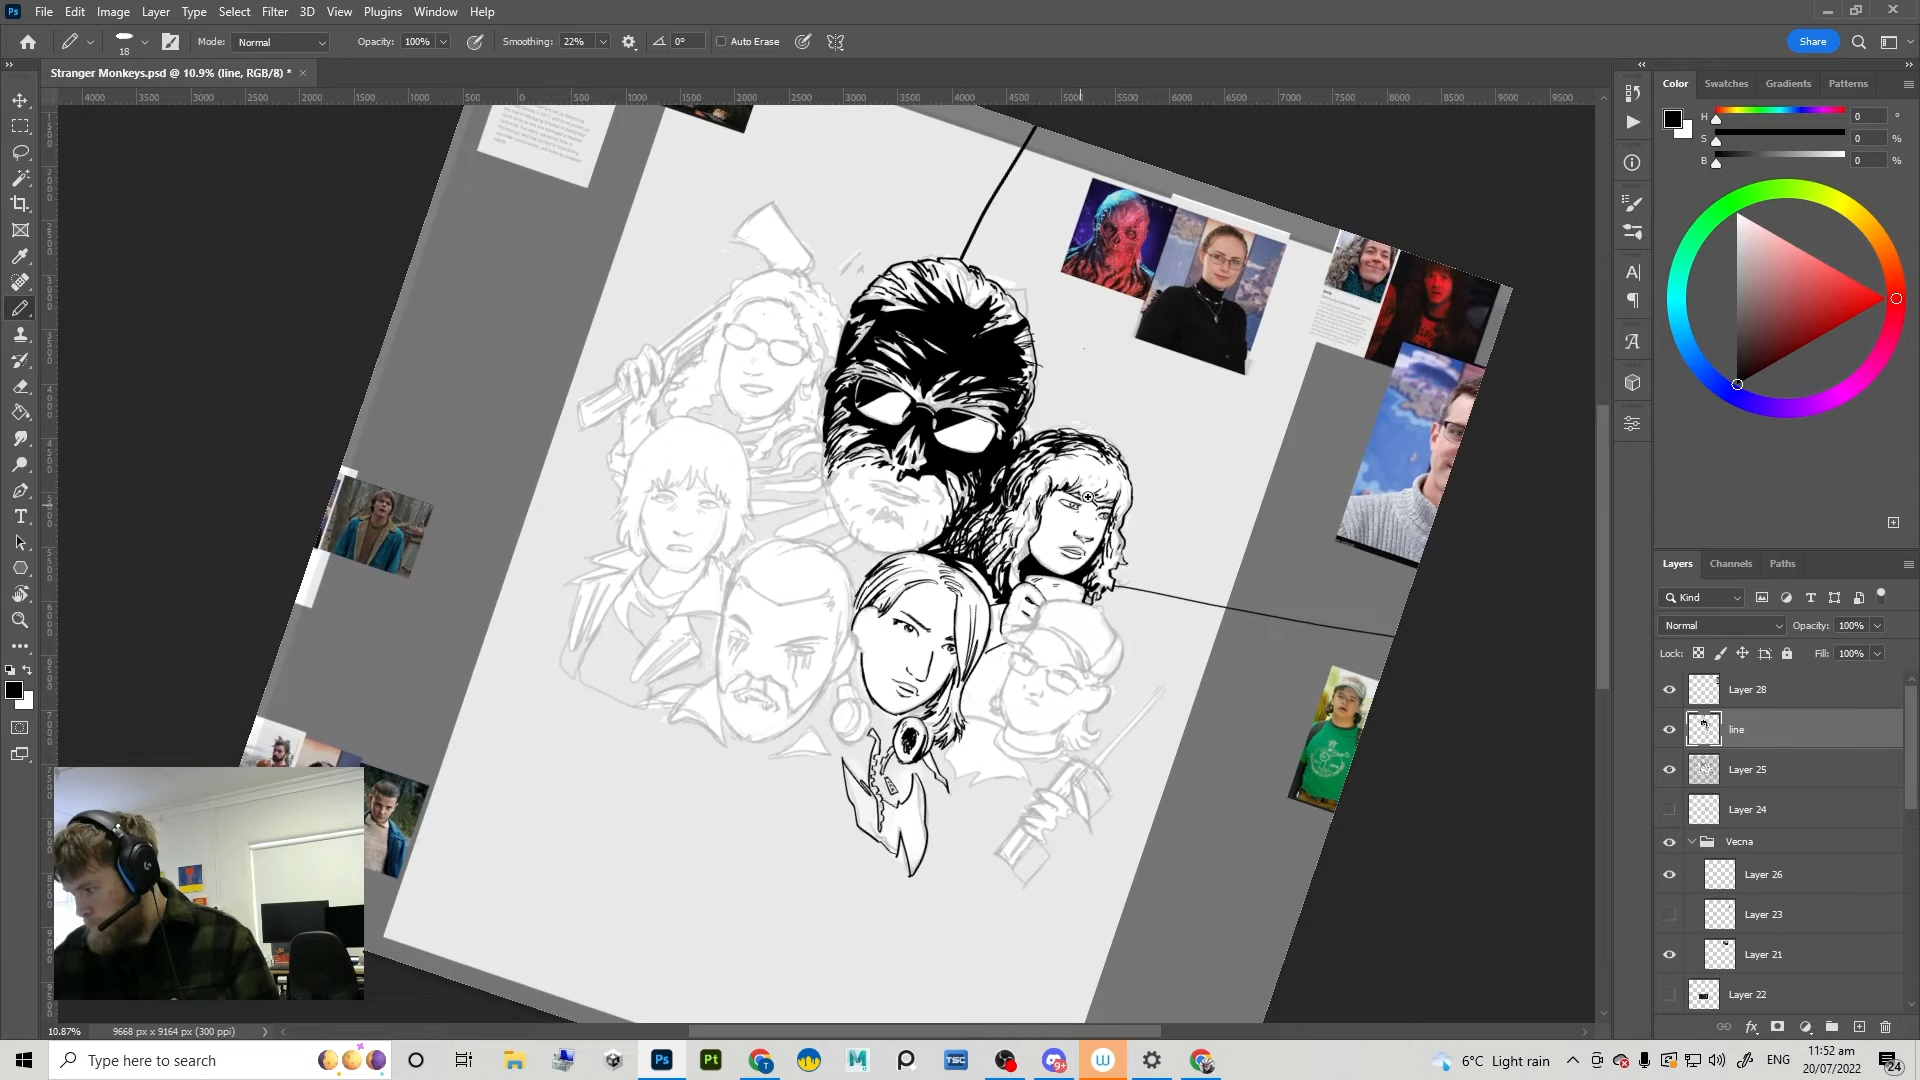 Ps File Edit Image Layer Type Select Filter 3D View Plugins Window Help
18 Mode: Normal Opacity: 100% Smoothing: 22% 0° Auto Erase Share
Stranger Monkeys.psd @ 10.9% (line, RGB/8) * ×
4000 3500 3000 2500 2000 1500 1000 500 0 500 1000 1500 2000 2500 3000 3500 4000 4500 5000 5500 6000 6500 7000 7500 8000 8500 9000 9500
Color Swatches Gradients Patterns
H 0 °
S 0 %
B 0 %
Layers Channels Paths
Kind
Normal Opacity: 100%
Lock: Fill: 100%
Layer 28
line
Layer 25
Layer 24
Vecna
Layer 26
Layer 23
Layer 21
Layer 22
10.87% 9668 px x 9164 px (300 ppi)
Type here to search
Ps Pt TSC 9+ 6°C Light rain ENG 11:52 am
20/07/2022 24